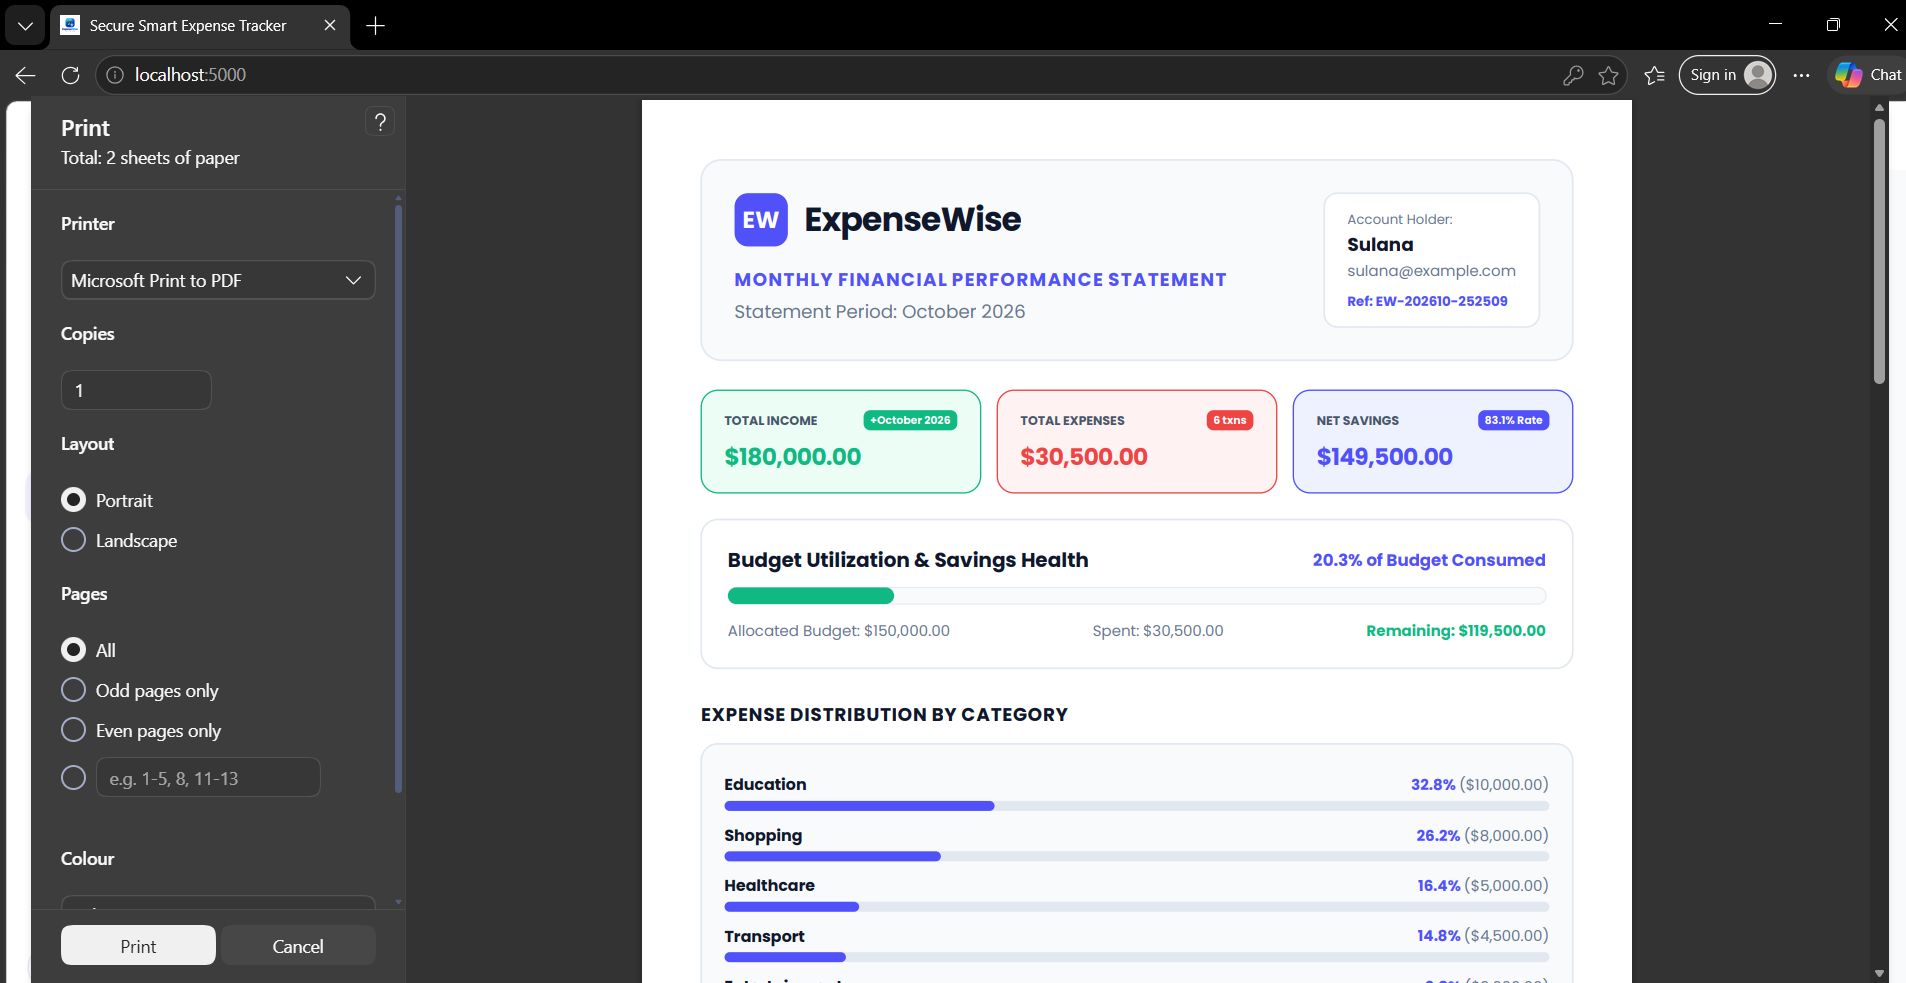 Secure Smart Expense Tracker
localhost:5000
Sign in
Chat
Print
?
Total: 2 sheets of paper
Printer
Microsoft Print to PDF
Copies
1
Layout
Portrait
Landscape
Pages
All
Odd pages only
Even pages only
e.g. 1-5, 8, 11-13
Colour
Print
Cancel
EW
ExpenseWise
MONTHLY FINANCIAL PERFORMANCE STATEMENT
Statement Period: October 2026
Account Holder:
Sulana
sulana@example.com
Ref: EW-202610-252509
TOTAL INCOME
+October 2026
$180,000.00
TOTAL EXPENSES
6 txns
$30,500.00
NET SAVINGS
83.1% Rate
$149,500.00
Budget Utilization & Savings Health
20.3% of Budget Consumed
Allocated Budget: $150,000.00
Spent: $30,500.00
Remaining: $119,500.00
EXPENSE DISTRIBUTION BY CATEGORY
Education
32.8% ($10,000.00)
Shopping
26.2% ($8,000.00)
Healthcare
16.4% ($5,000.00)
Transport
14.8% ($4,500.00)